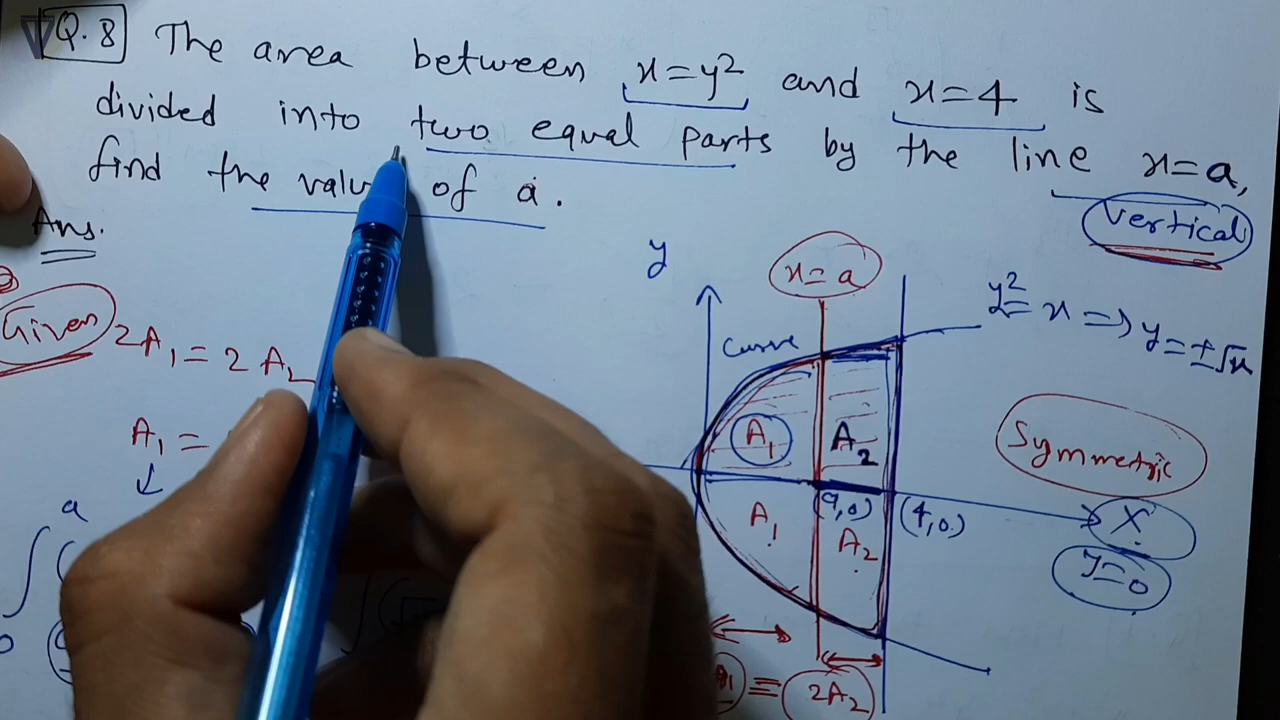 Q. 8 The area between x=y² and x=4 is
divided into two equal parts by the line x=a,
find the of a.
Vertical
Ans.
Given 2A₁ = 2A₂
A₁ =
a
∫ (
0
y
x=a
Curve
y²=x ⇒ y=±√x
A₁ A₂
Symmetric
(a,0) (4,0) X
A₁ A₂
y=0
≡ 2A₂